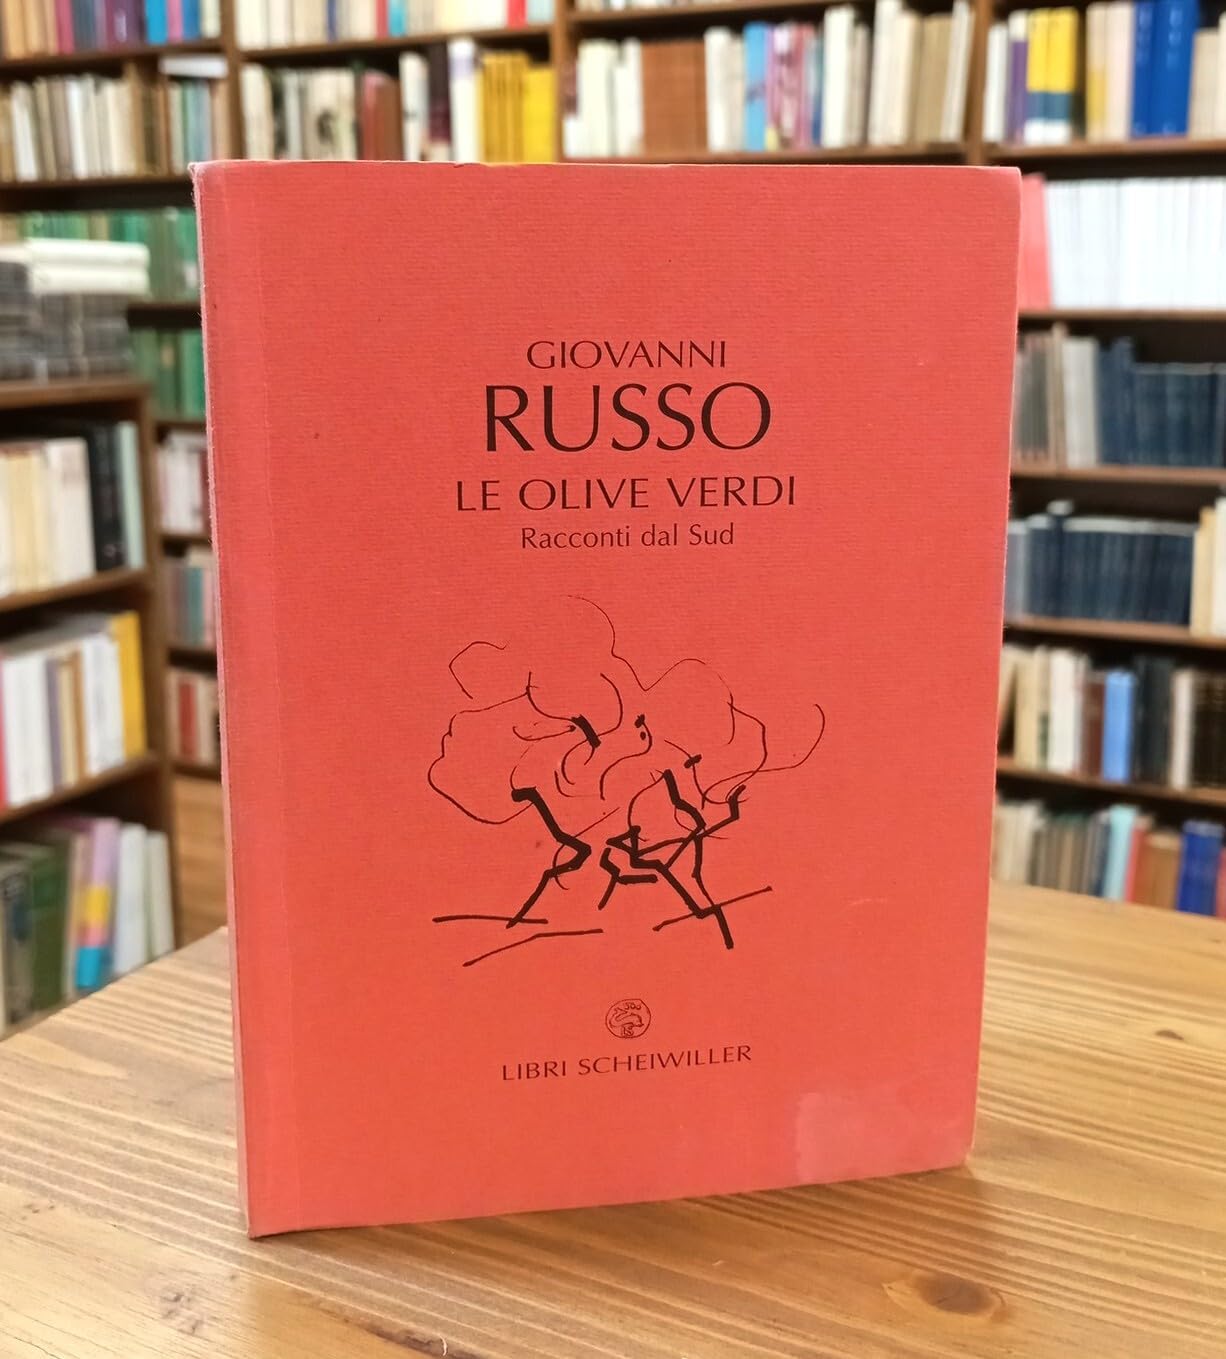 GIOVANNI
RUSSO
LE OLIVE VERDI
Racconti dal Sud
LIBRI SCHEIWILLER